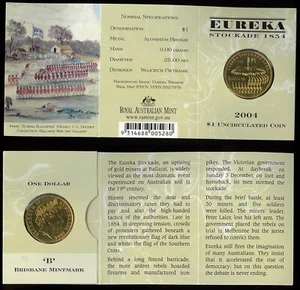 NOMINAL SPECIFICATIONS
DENOMINATION $1
METAL ALUMINIUM BRONZE
MASS 9.00 GRAMS
DIAMETER 25.00 MM
DESIGNER WOJCIECH PIETRANIK
ROYAL AUSTRALIAN MINT
www.ramint.gov.au
EUREKA
STOCKADE 1854
2004
$1 UNCIRCULATED COIN
ONE DOLLAR
'B'
BRISBANE MINTMARK
The Eureka Stockade, an uprising
of gold miners at Ballarat, is widely
viewed as the most dramatic event
experienced in Australian life in the
19th century.
Miners resented the dear and
discriminatory taxes they had to
pay and also the high-handed
tactics of the authorities. Later in
1854, to deepening tension, crowds
of protesters gathered beneath a
new deeply-emotional blue and
white flag, the flag of the Southern
Cross.
Behind a long fenced barricade,
the more ardent rebels hoarded
firearms and manufactured iron
pikes. The Victorian government
responded. At daybreak on
Sunday 3 December, of foot and
horseback, its men stormed the
stockade.
During the brief battle, at least
30 miners and five soldiers
were killed. The miners' leader,
Peter Lalor, lost his left arm. The
government placed the rebels on
trial in Melbourne but the juries
refused to convict them.
Eureka still fires the imagination
of many Australians. They insist
that it accelerated the rise of
democracy; but on this question
the debate is never ending.